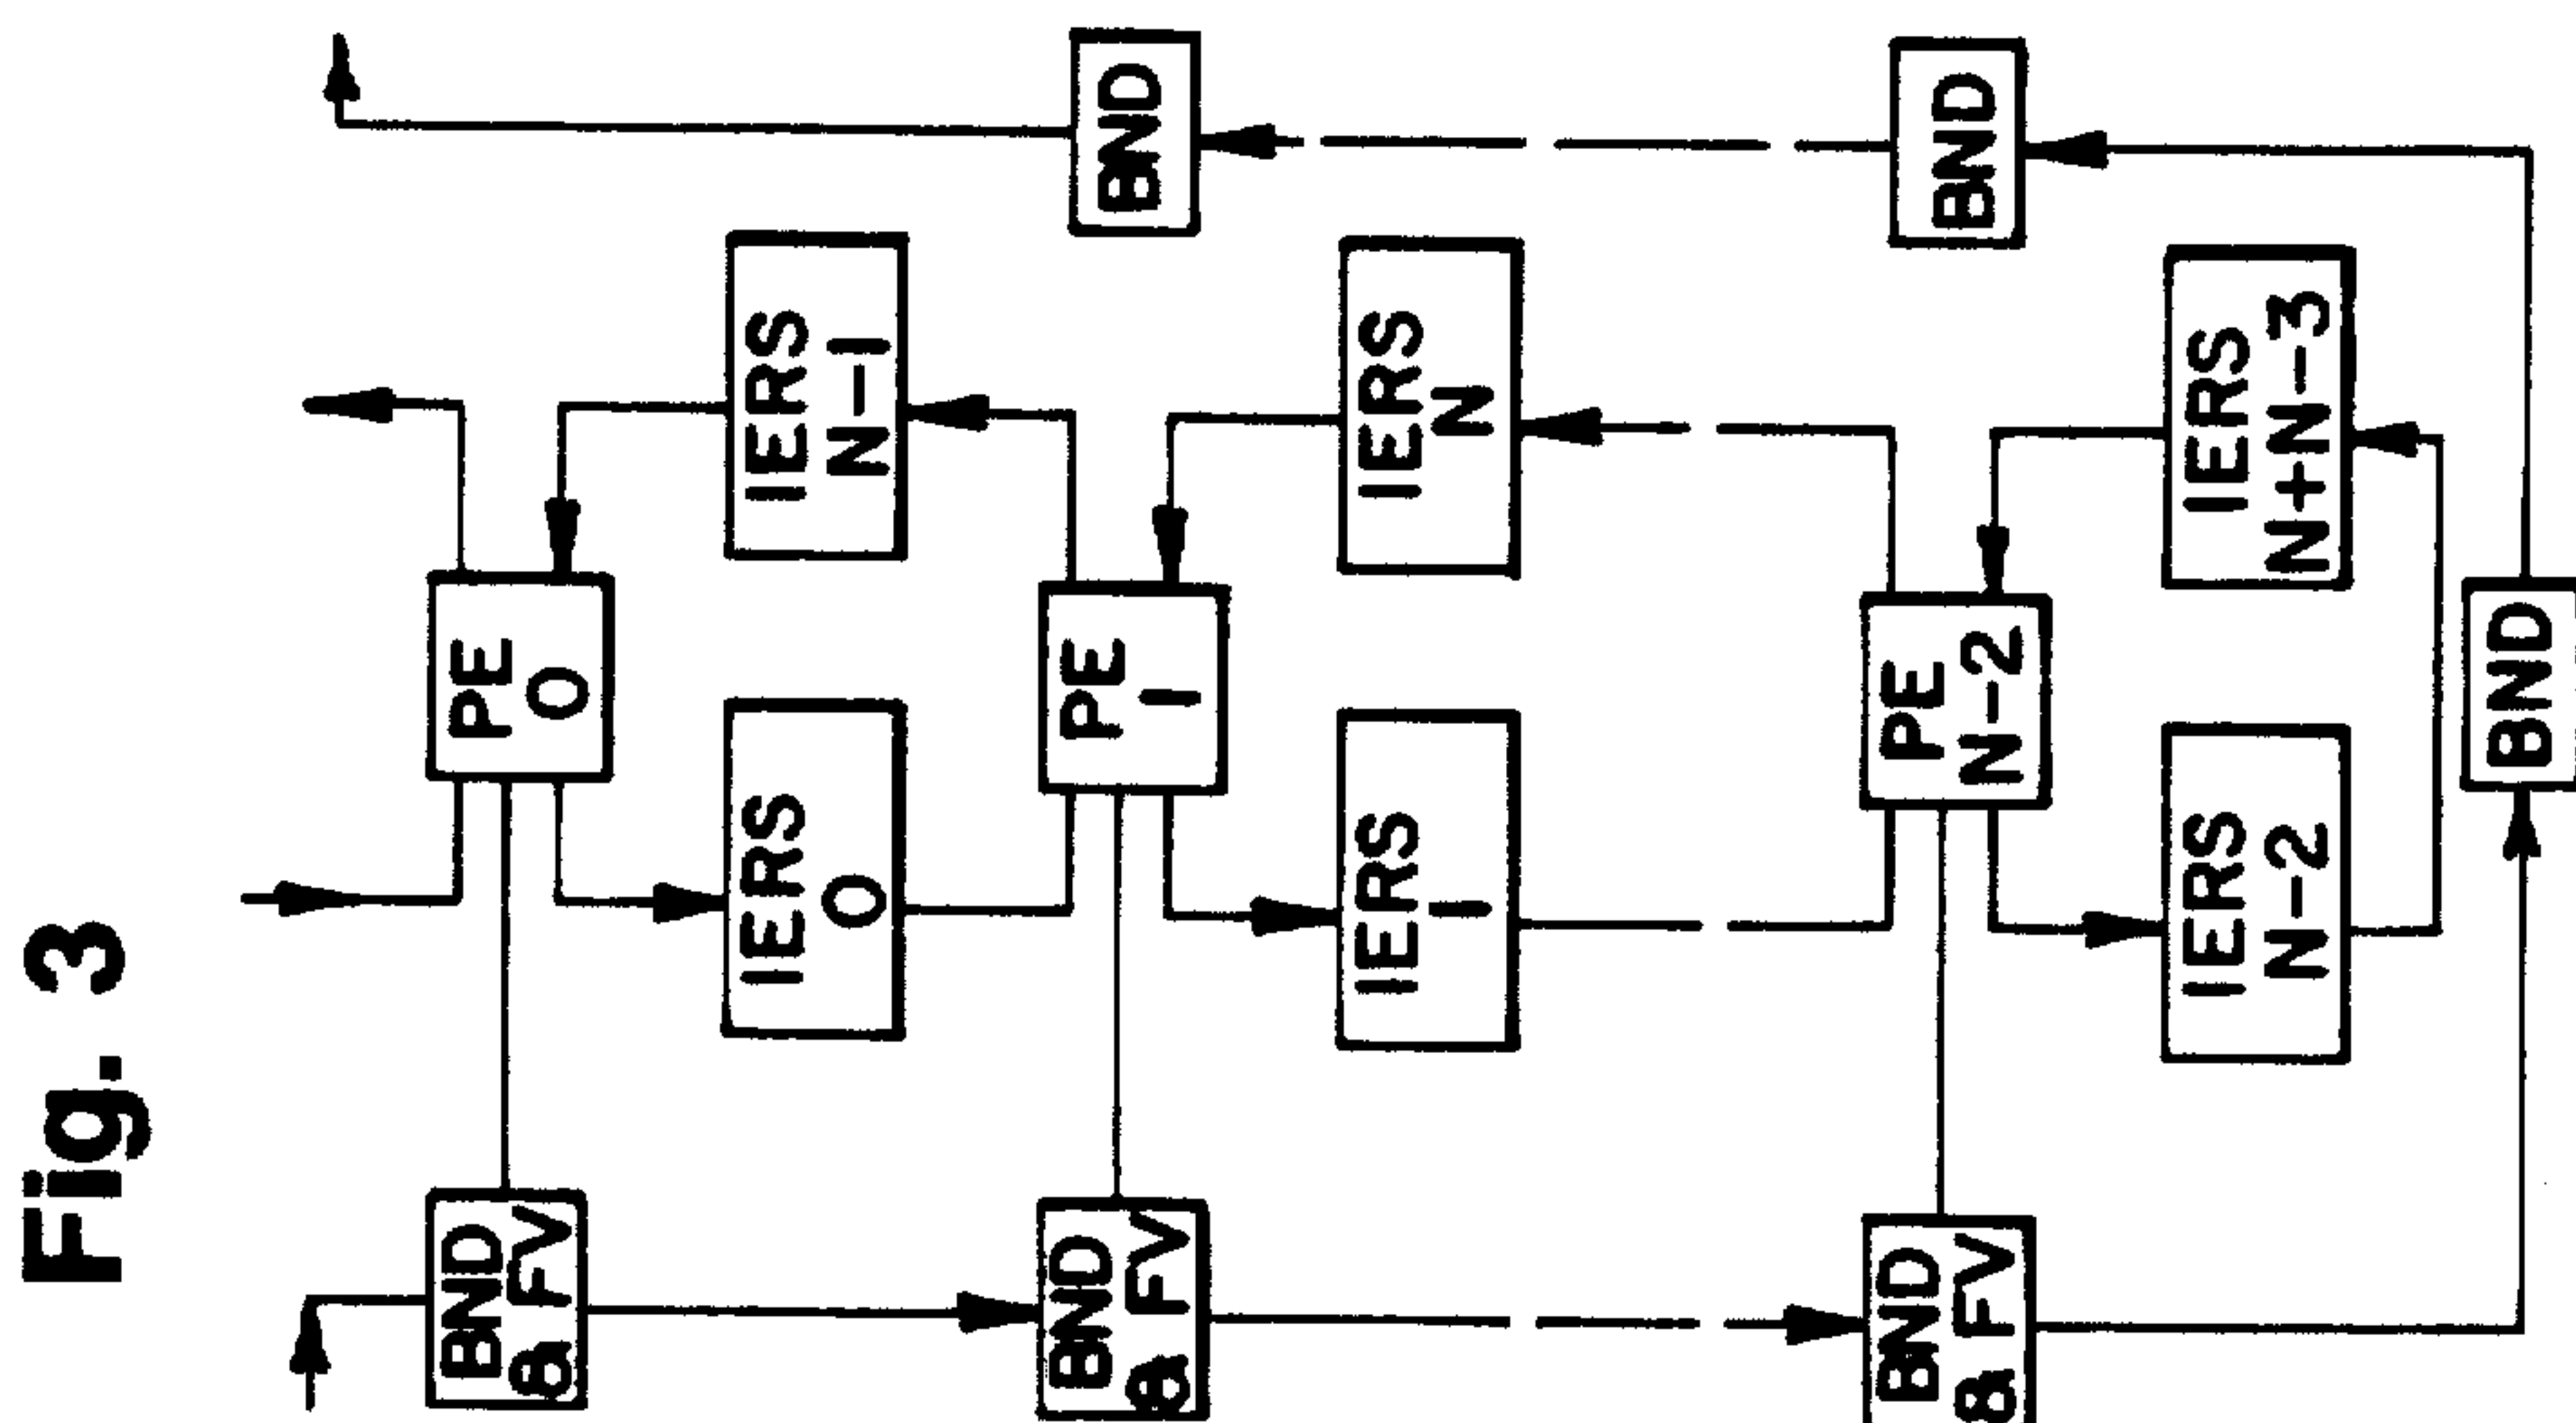 Fig. 3
BND
& FV
PE
0
IERS
0
IERS
N-1
BND
& FV
PE
1
BND
IERS
1
IERS
N
BND
& FV
PE
N-2
BND
IERS
N-2
IERS
N+N-3
BND